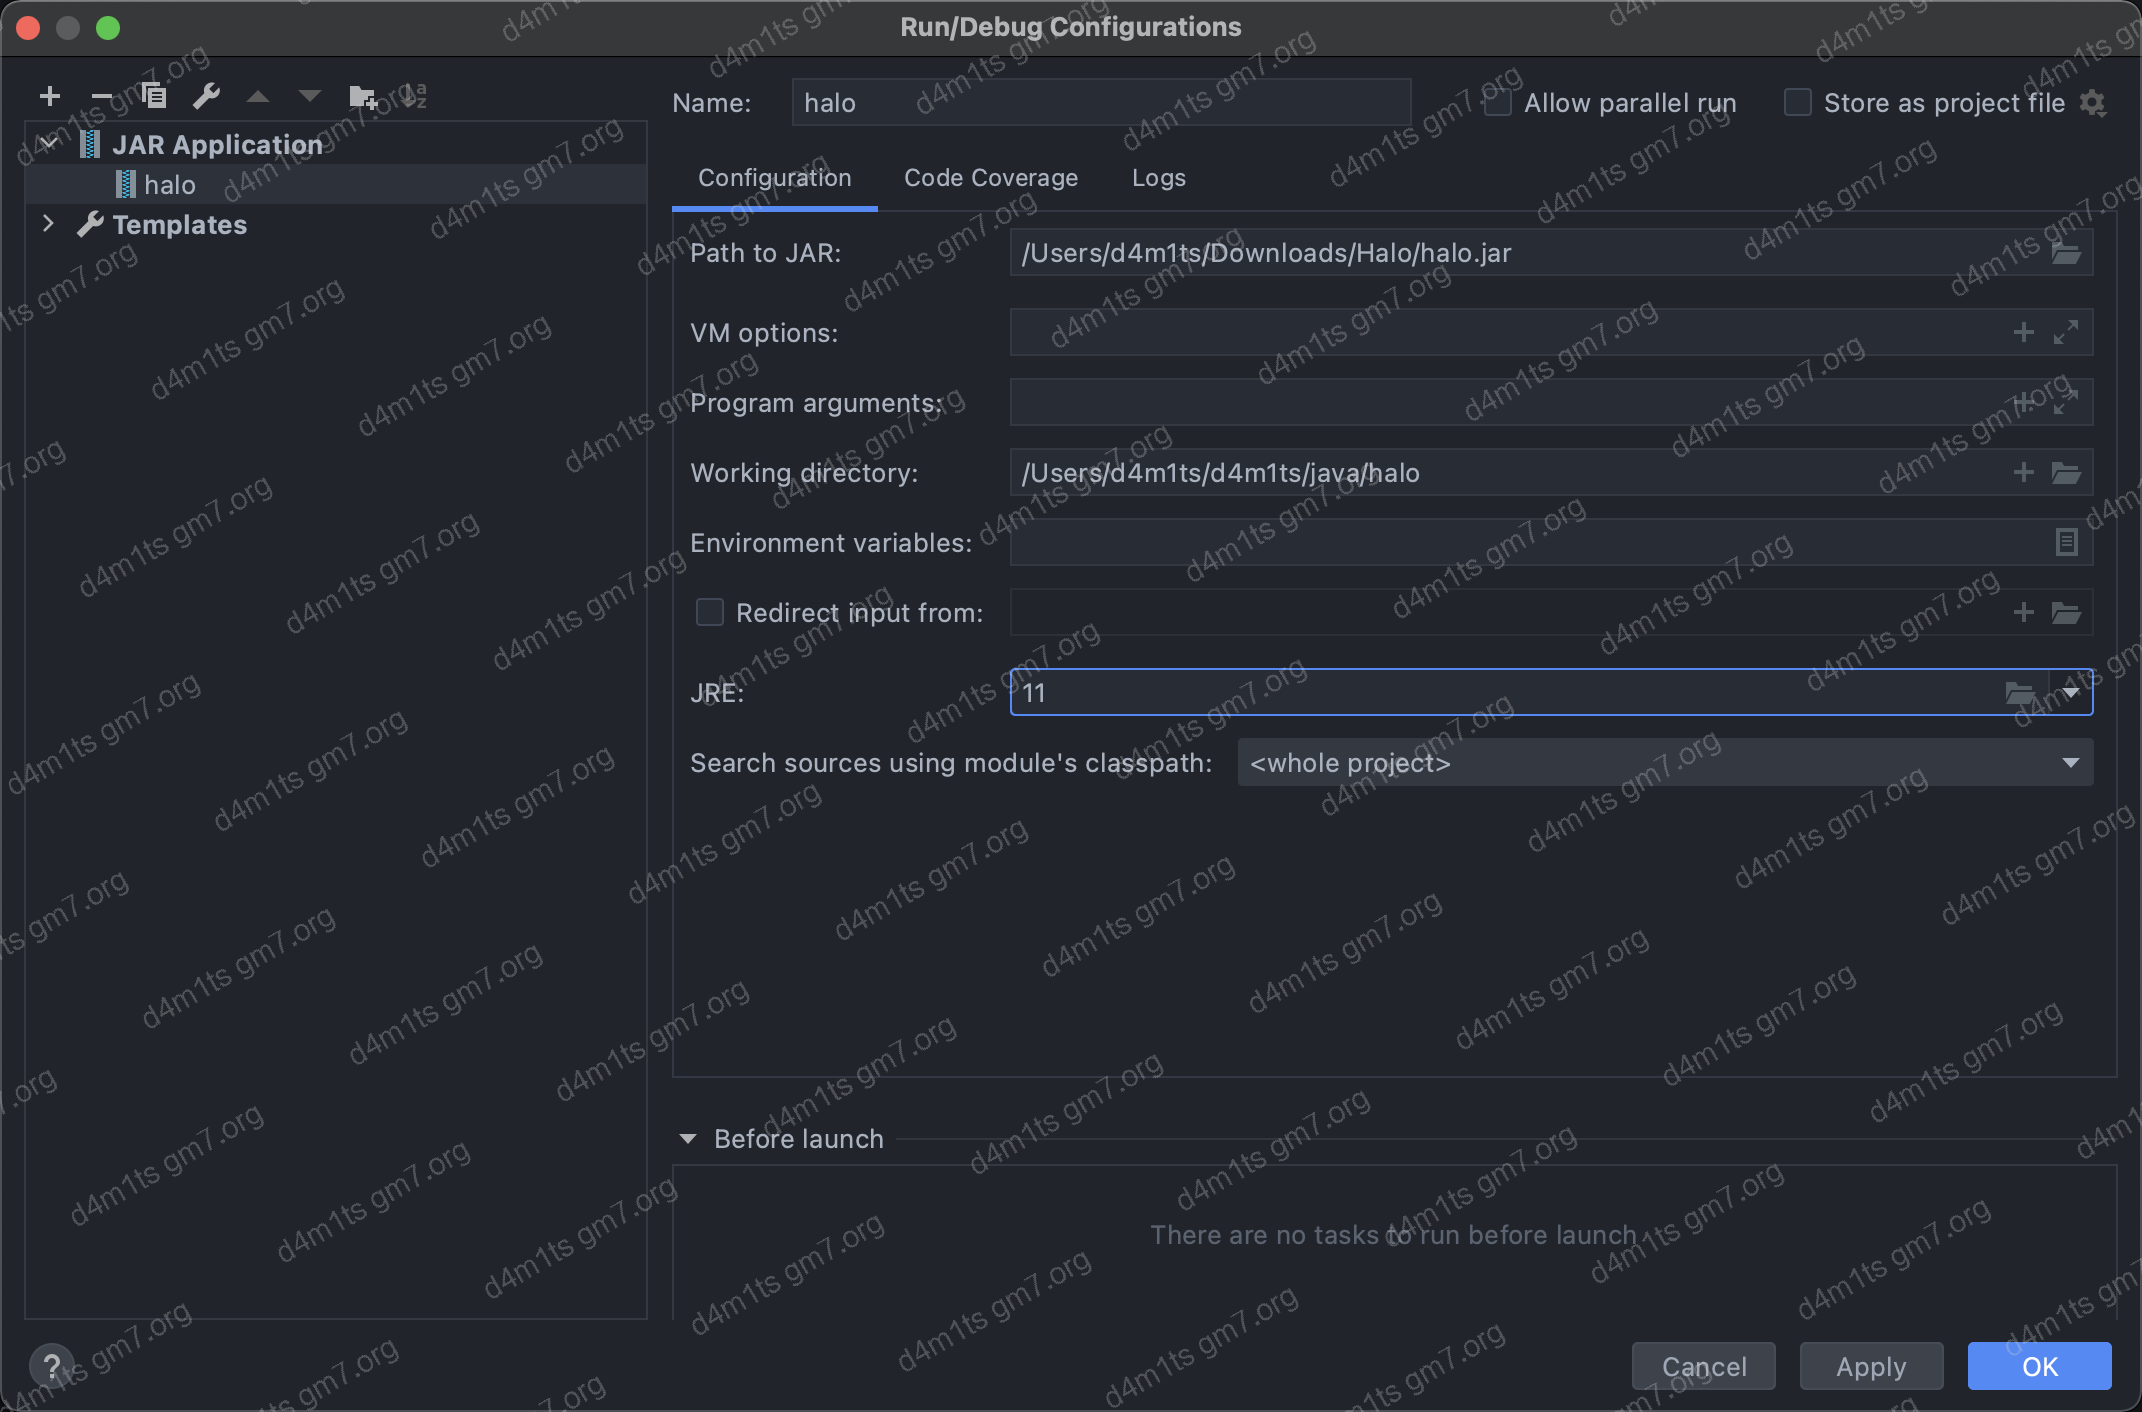 Run/Debug Configurations
Name: halo Allow parallel run Store as project file
JAR Application
halo
Templates
Configuration Code Coverage Logs
Path to JAR: /Users/d4m1ts/Downloads/Halo/halo.jar
VM options:
Program arguments:
Working directory: /Users/d4m1ts/d4m1ts/java/halo
Environment variables:
Redirect input from:
JRE: 11
Search sources using module's classpath: <whole project>
Before launch
There are no tasks to run before launch
? Cancel Apply OK
d4m1ts gm7.org